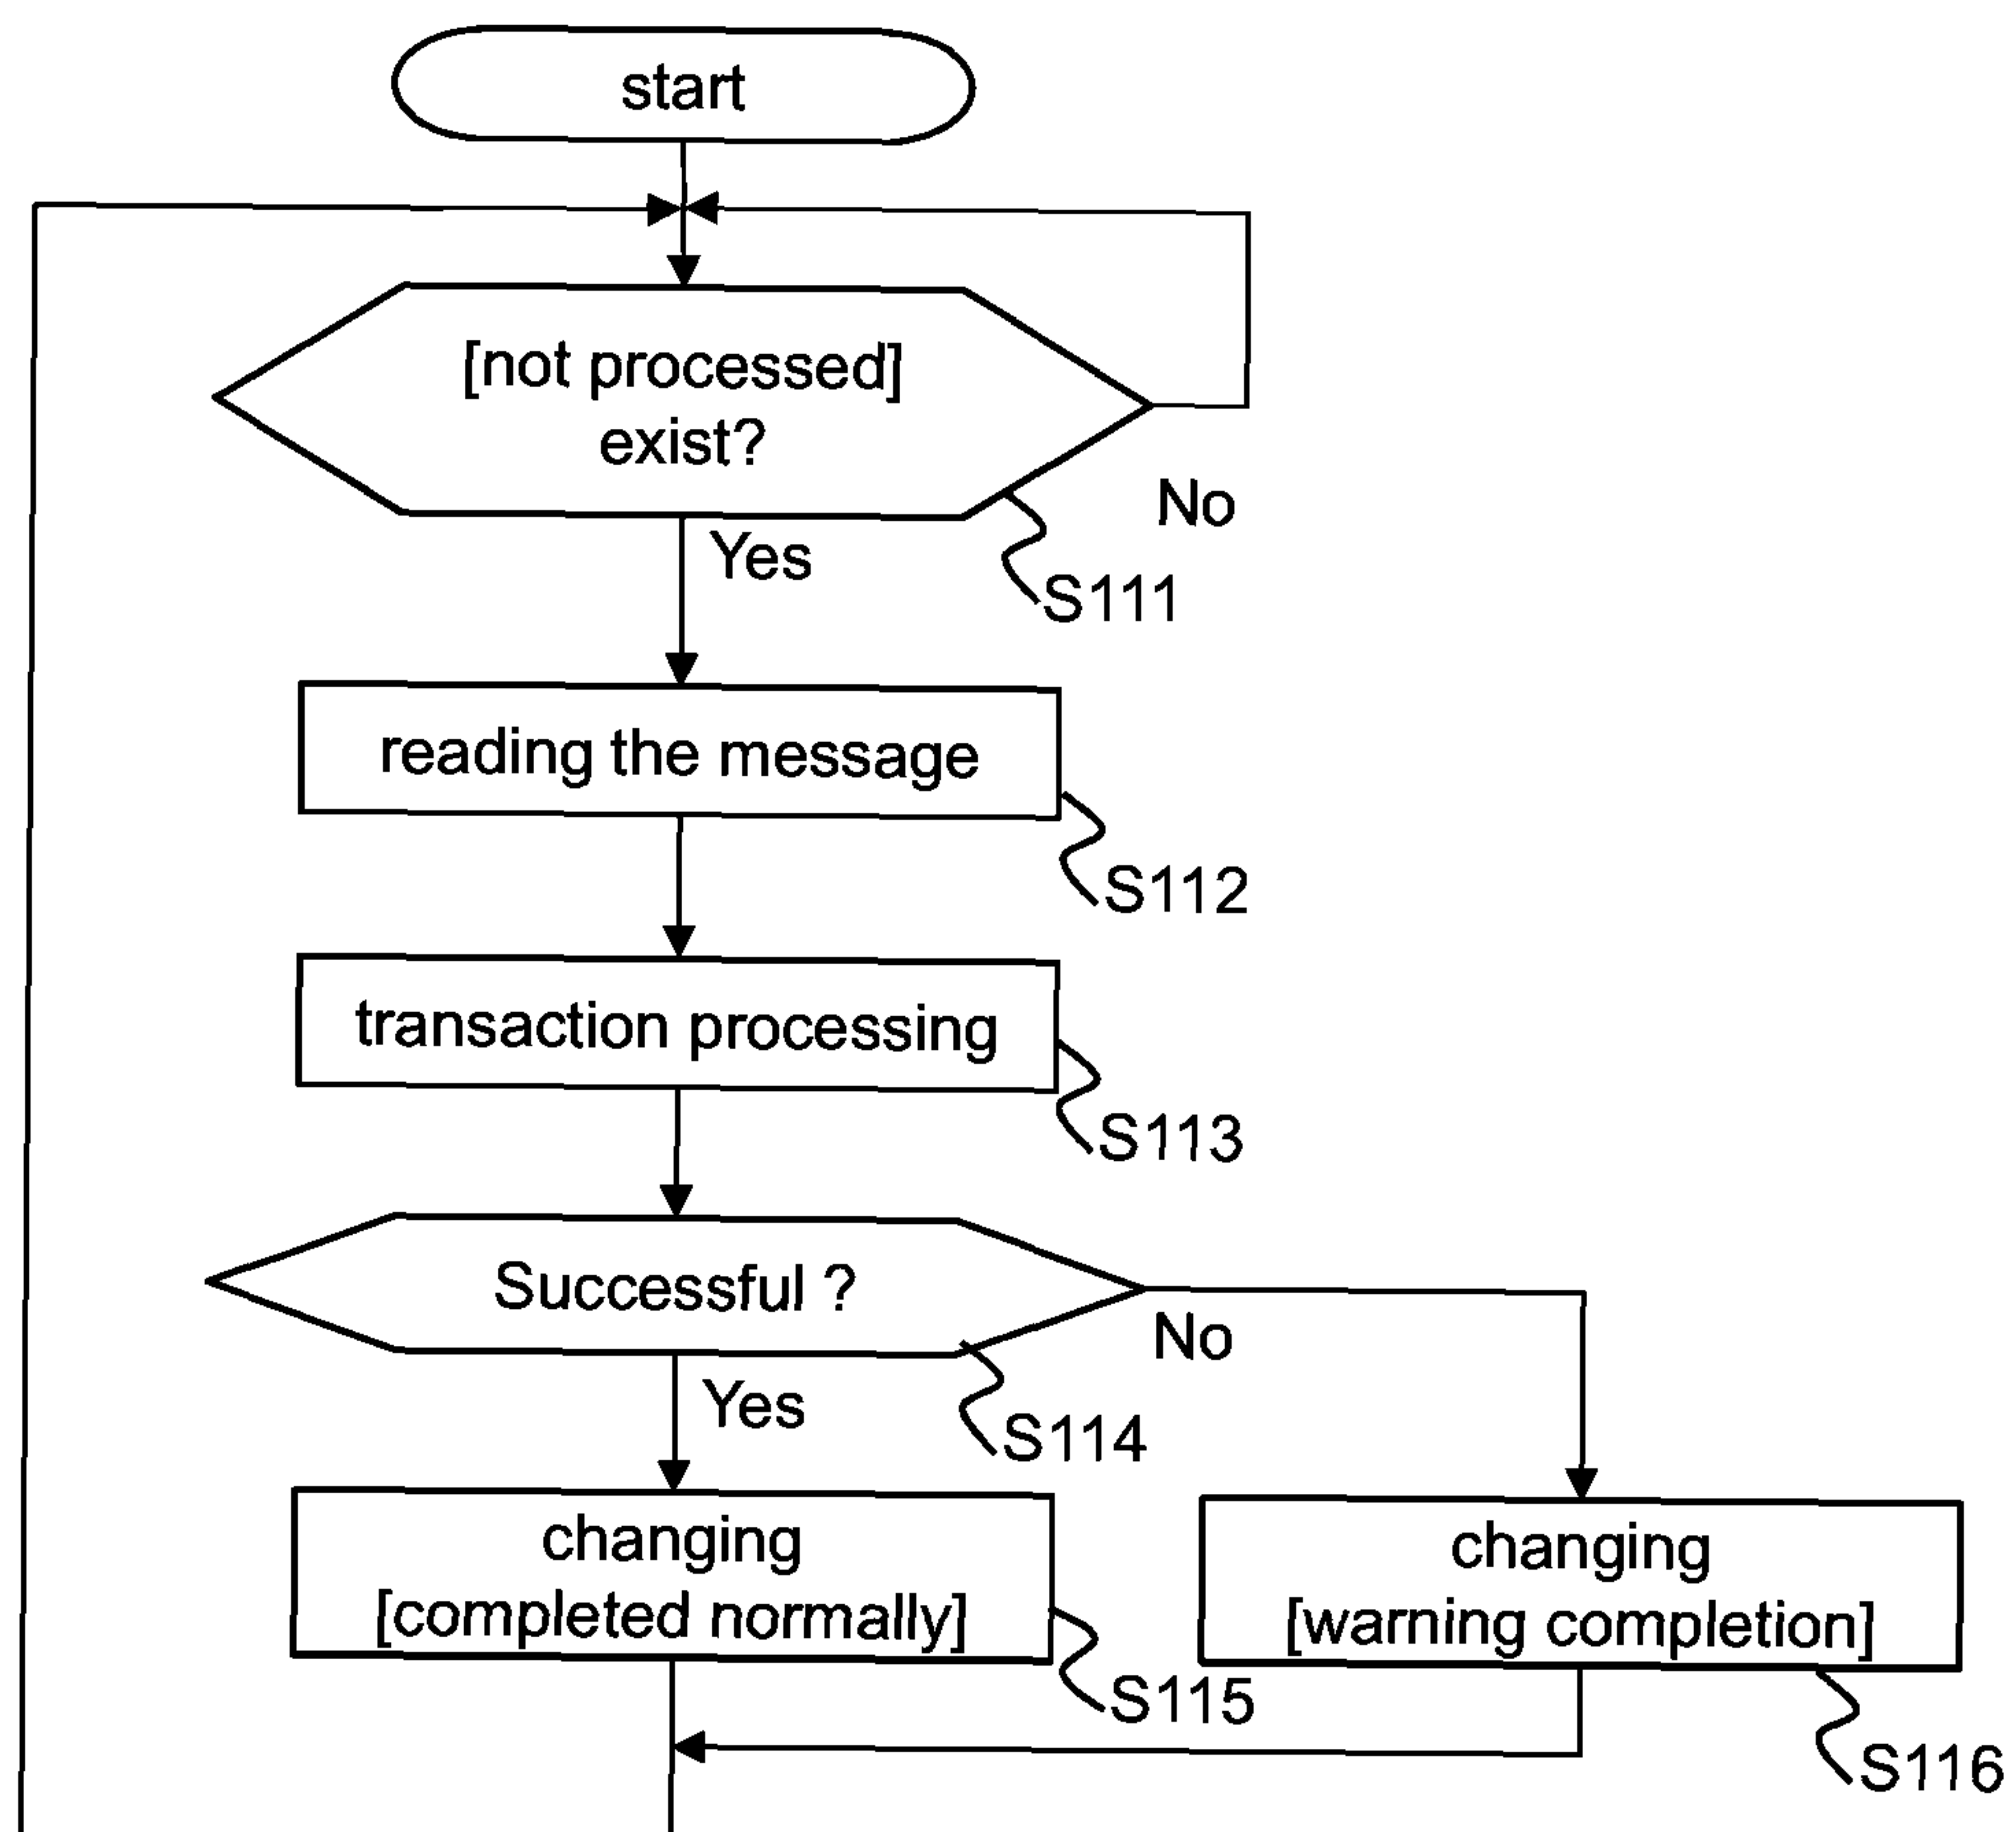 start
[not processed]
exist?
No
Yes
S111
reading the message
S112
transaction processing
S113
Successful ?
No
Yes
S114
changing
[completed normally]
S115
changing
[warning completion]
S116